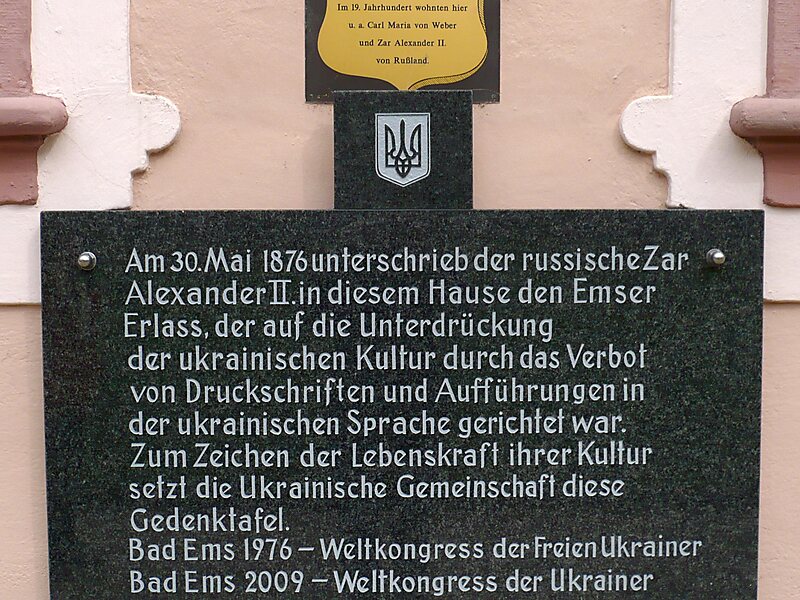 Im 19. Jahrhundert wohnten hier
u. a. Carl Maria von Weber
und Zar Alexander II.
von Rußland.
Am 30. Mai 1876 unterschrieb der russische Zar
Alexander II. in diesem Hause den Emser
Erlass, der auf die Unterdrückung
der ukrainischen Kultur durch das Verbot
von Druckschriften und Aufführungen in
der ukrainischen Sprache gerichtet war.
Zum Zeichen der Lebenskraft ihrer Kultur
setzt die Ukrainische Gemeinschaft diese
Gedenktafel.
Bad Ems 1976 – Weltkongress der Freien Ukrainer
Bad Ems 2009 – Weltkongress der Ukrainer